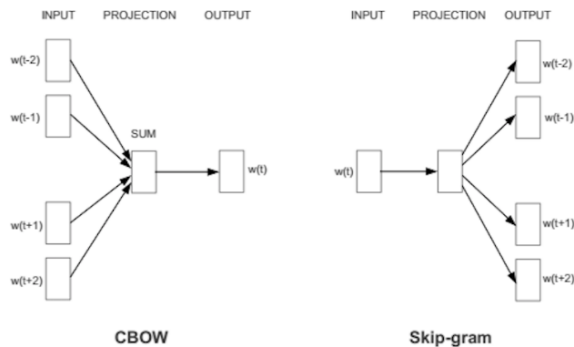 INPUT PROJECTION OUTPUT
w(t-2)
w(t-1)
SUM
w(t)
w(t+1)
w(t+2)
CBOW
INPUT PROJECTION OUTPUT
w(t-2)
w(t-1)
w(t)
w(t+1)
w(t+2)
Skip-gram